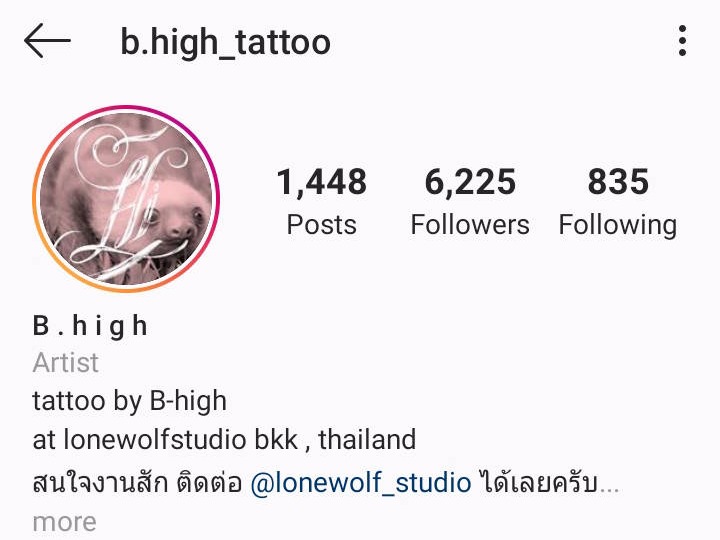 b.high_tattoo
Hi
1,448 6,225 835
Posts Followers Following
B . h i g h
Artist
tattoo by B-high
at lonewolfstudio bkk , thailand
สนใจงานสัก ติดต่อ @lonewolf_studio ได้เลยครับ...
more